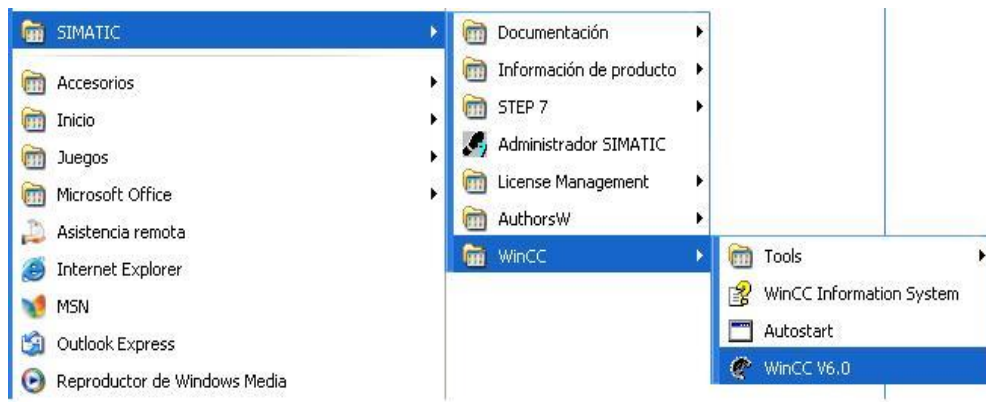 SIMATIC
Accesorios
Inicio
Juegos
Microsoft Office
Asistencia remota
Internet Explorer
MSN
Outlook Express
Reproductor de Windows Media
Documentación
Información de producto
STEP 7
Administrador SIMATIC
License Management
AuthorsW
WinCC
Tools
WinCC Information System
Autostart
WinCC V6.0